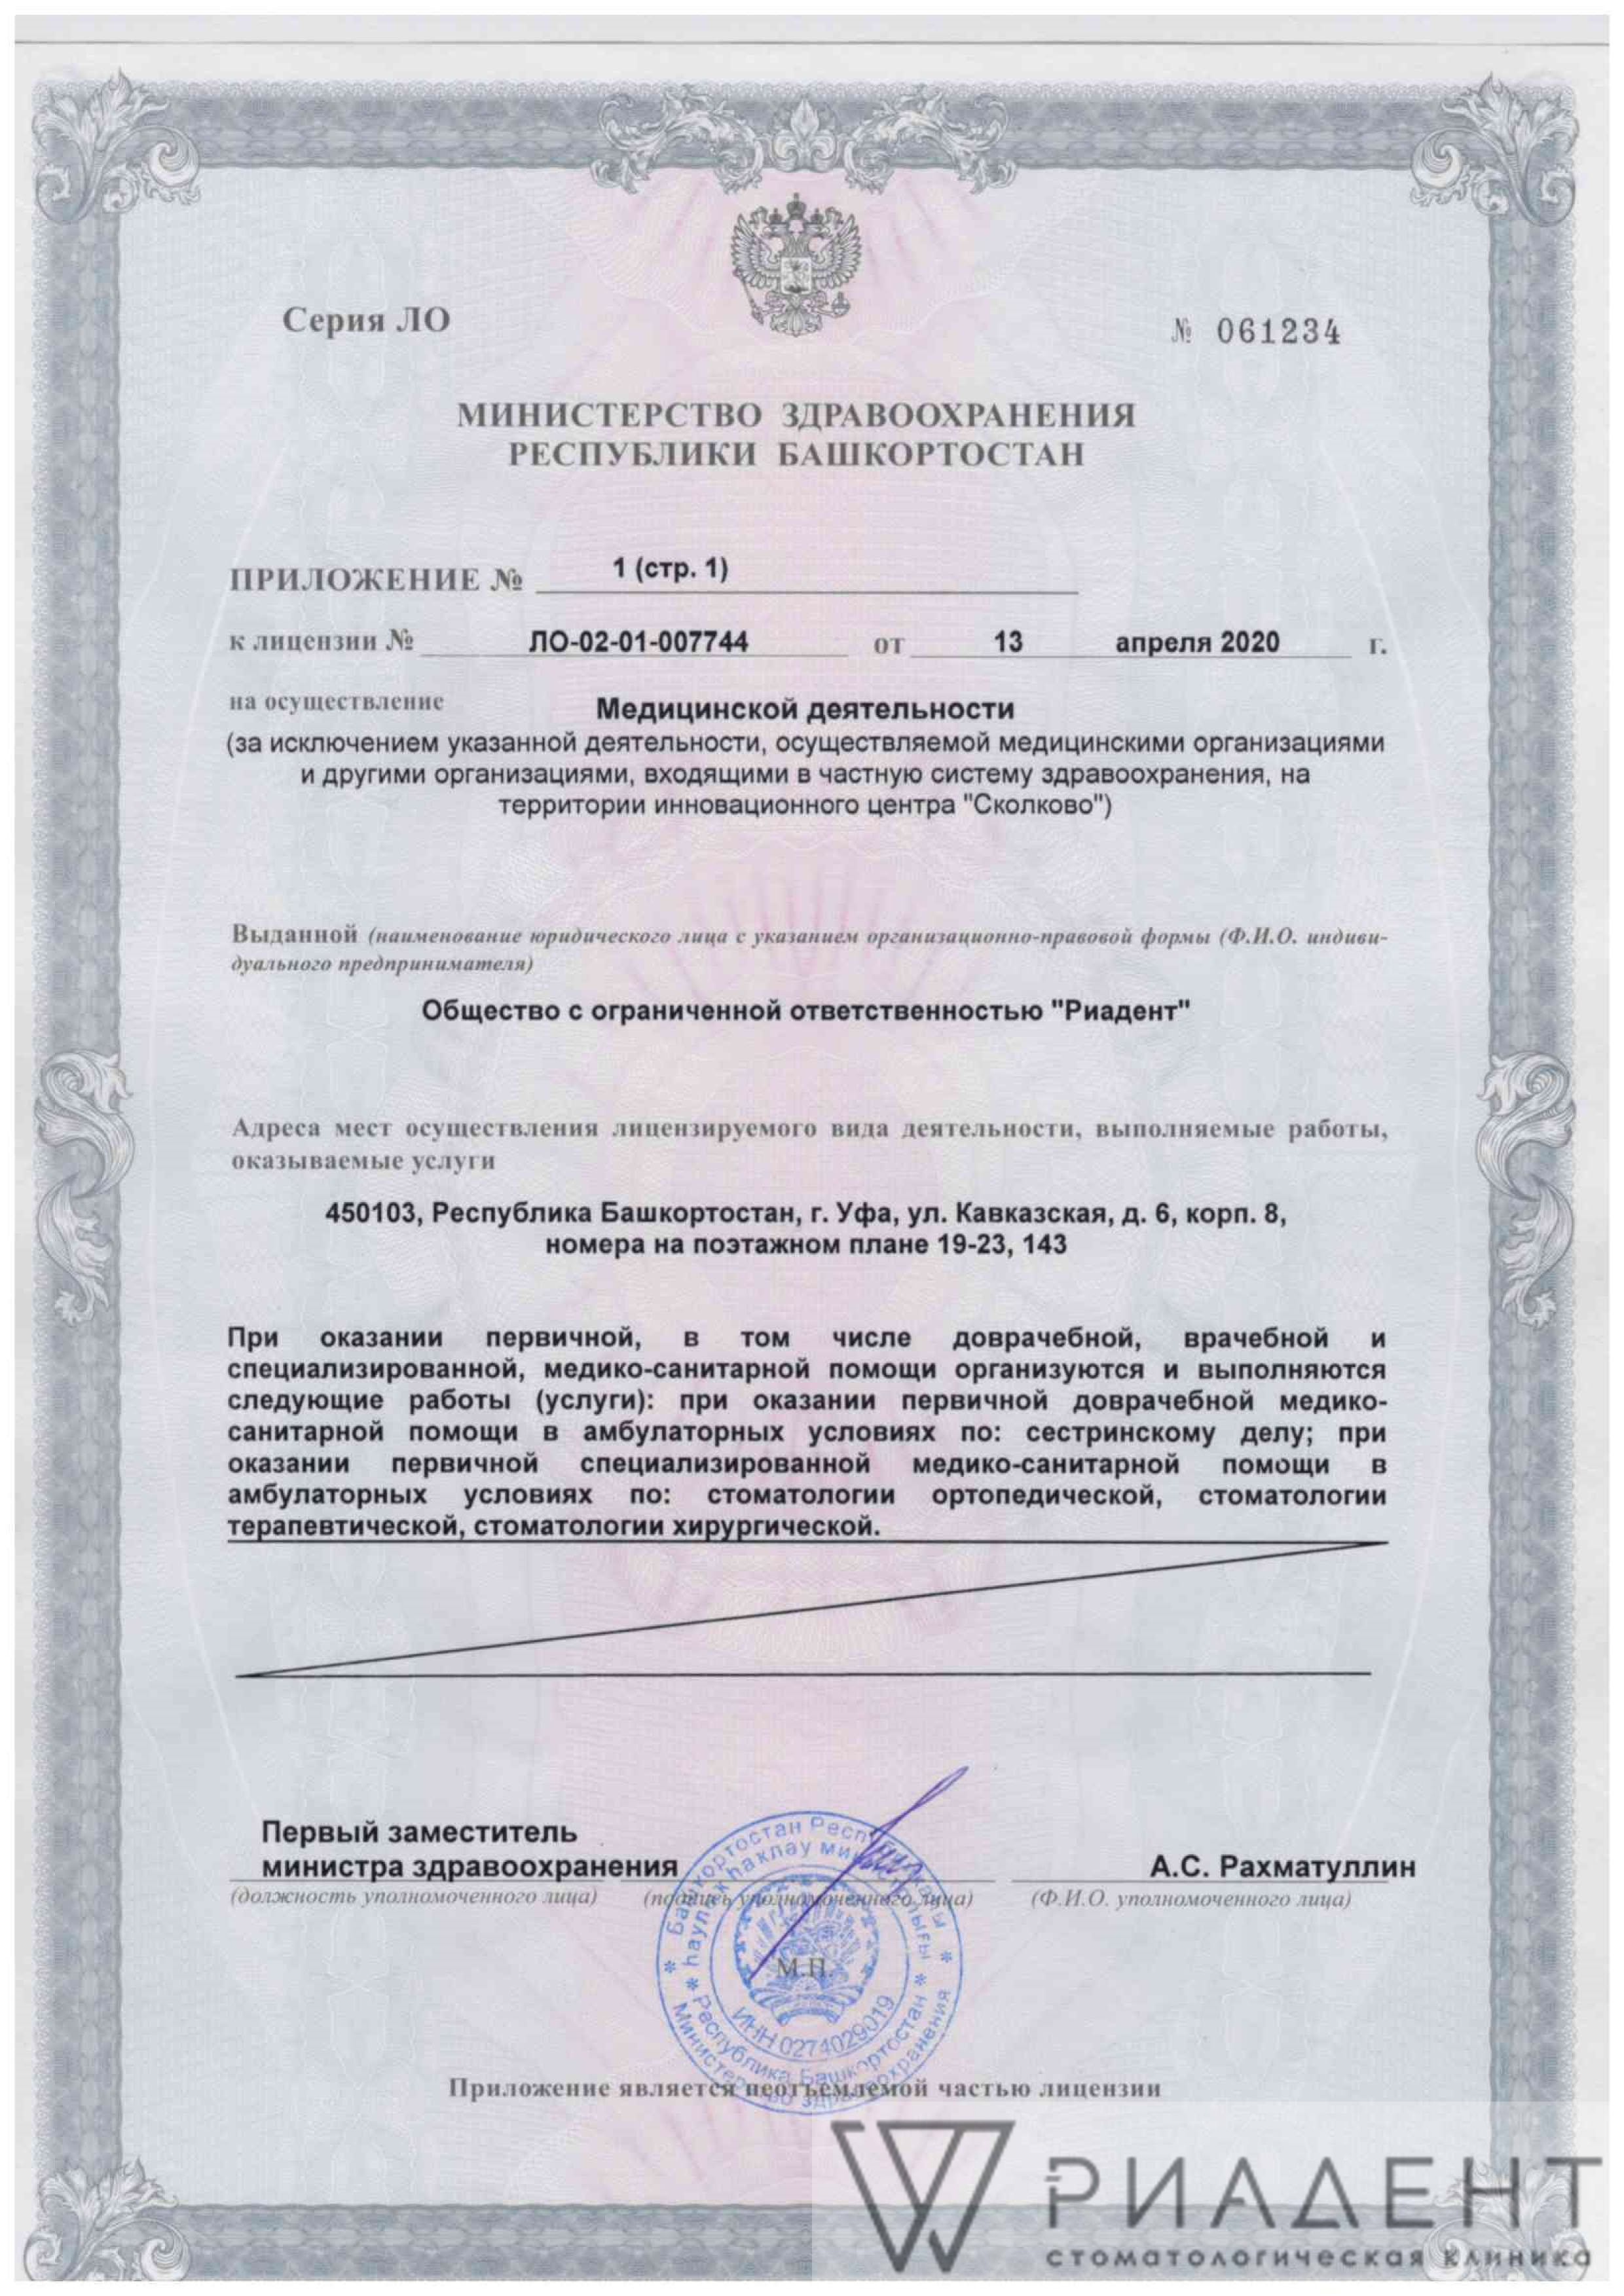 Серия ЛО
№ 061234
МИНИСТЕРСТВО ЗДРАВООХРАНЕНИЯ
РЕСПУБЛИКИ БАШКОРТОСТАН
ПРИЛОЖЕНИЕ № 1 (стр. 1)
к лицензии № ЛО-02-01-007744 от 13 апреля 2020 г.
на осуществление Медицинской деятельности
(за исключением указанной деятельности, осуществляемой медицинскими организациями
и другими организациями, входящими в частную систему здравоохранения, на
территории инновационного центра "Сколково")
Выданной (наименование юридического лица с указанием организационно-правовой формы (Ф.И.О. индиви-
дуального предпринимателя)
Общество с ограниченной ответственностью "Риадент"
Адреса мест осуществления лицензируемого вида деятельности, выполняемые работы,
оказываемые услуги
450103, Республика Башкортостан, г. Уфа, ул. Кавказская, д. 6, корп. 8,
номера на поэтажном плане 19-23, 143
При оказании первичной, в том числе доврачебной, врачебной и
специализированной, медико-санитарной помощи организуются и выполняются
следующие работы (услуги): при оказании первичной доврачебной медико-
санитарной помощи в амбулаторных условиях по: сестринскому делу; при
оказании первичной специализированной медико-санитарной помощи в
амбулаторных условиях по: стоматологии ортопедической, стоматологии
терапевтической, стоматологии хирургической.
Первый заместитель
министра здравоохранения
А.С. Рахматуллин
(должность уполномоченного лица) (подпись уполномоченного лица) (Ф.И.О. уполномоченного лица)
Башкортостан Республикаһы
һаулыҡ һаҡлау министрлығы
Министерство здравоохранения
Республика Башкортостан
ИНН 0274029019
М.П.
Приложение является неотъемлемой частью лицензии
РИАДЕНТ
стоматологическая клиника